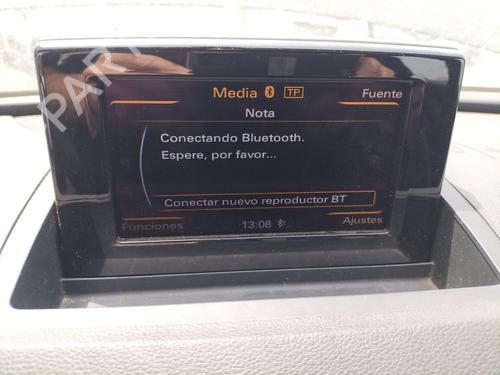 Media TP
Fuente
Nota
Conectando Bluetooth.
Espere, por favor...
Conectar nuevo reproductor BT
Funciones
13:08
Ajustes